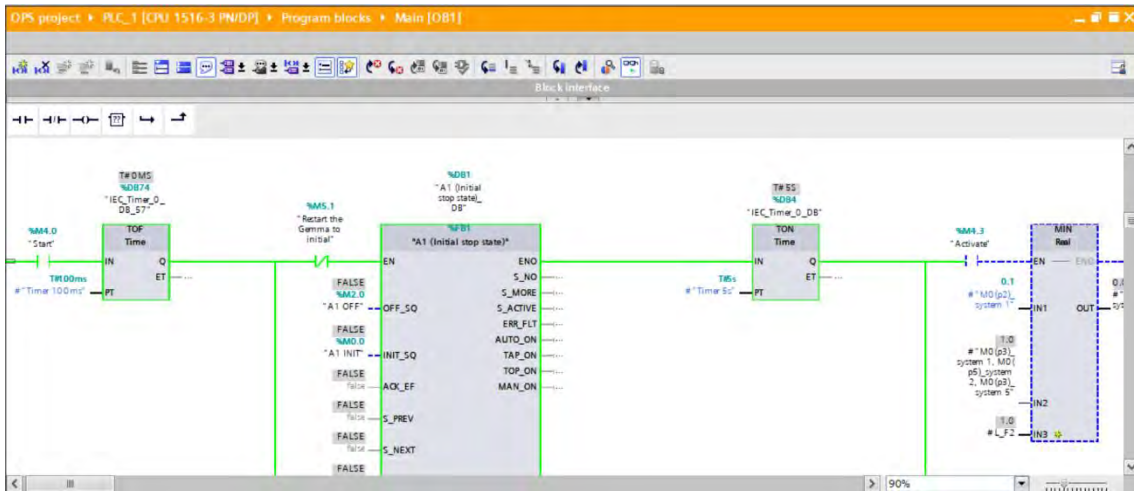 OPS project ▸ PLC_1 [CPU 1516-3 PN/DP] ▸ Program blocks ▸ Main [OB1]
Block interface
%M4.0
"Start"
T#0MS
%DB74
"IEC_Timer_0_
DB_57"
TOF
Time
IN
Q
ET
T#100ms
#"Timer 100ms"
PT
%M5.1
"Restart the
Gemma to
initial"
%DB1
"A1 (Initial
stop state)_
DB"
%FB1
"A1 (Initial stop state)"
EN
ENO
S_NO
S_MORE
S_ACTIVE
ERR_FLT
AUTO_ON
TAP_ON
TOP_ON
MAN_ON
FALSE
%M2.0
"A1 OFF"
OFF_SQ
FALSE
%M0.0
"A1 INIT"
INIT_SQ
FALSE
false
ACK_EF
FALSE
false
S_PREV
FALSE
false
S_NEXT
FALSE
T#5S
%DB4
"IEC_Timer_0_DB"
TON
Time
IN
Q
ET
T#5s
#"Timer 5s"
PT
%M4.3
"Activate"
MIN
Real
EN
ENO
0.1
#"M0(p2)_
system 1"
IN1
OUT
1.0
#"M0(p3)_
system 1, M0(
p5)_system
2, M0(p3)_
system 5"
IN2
1.0
#L_F2
IN3
90%